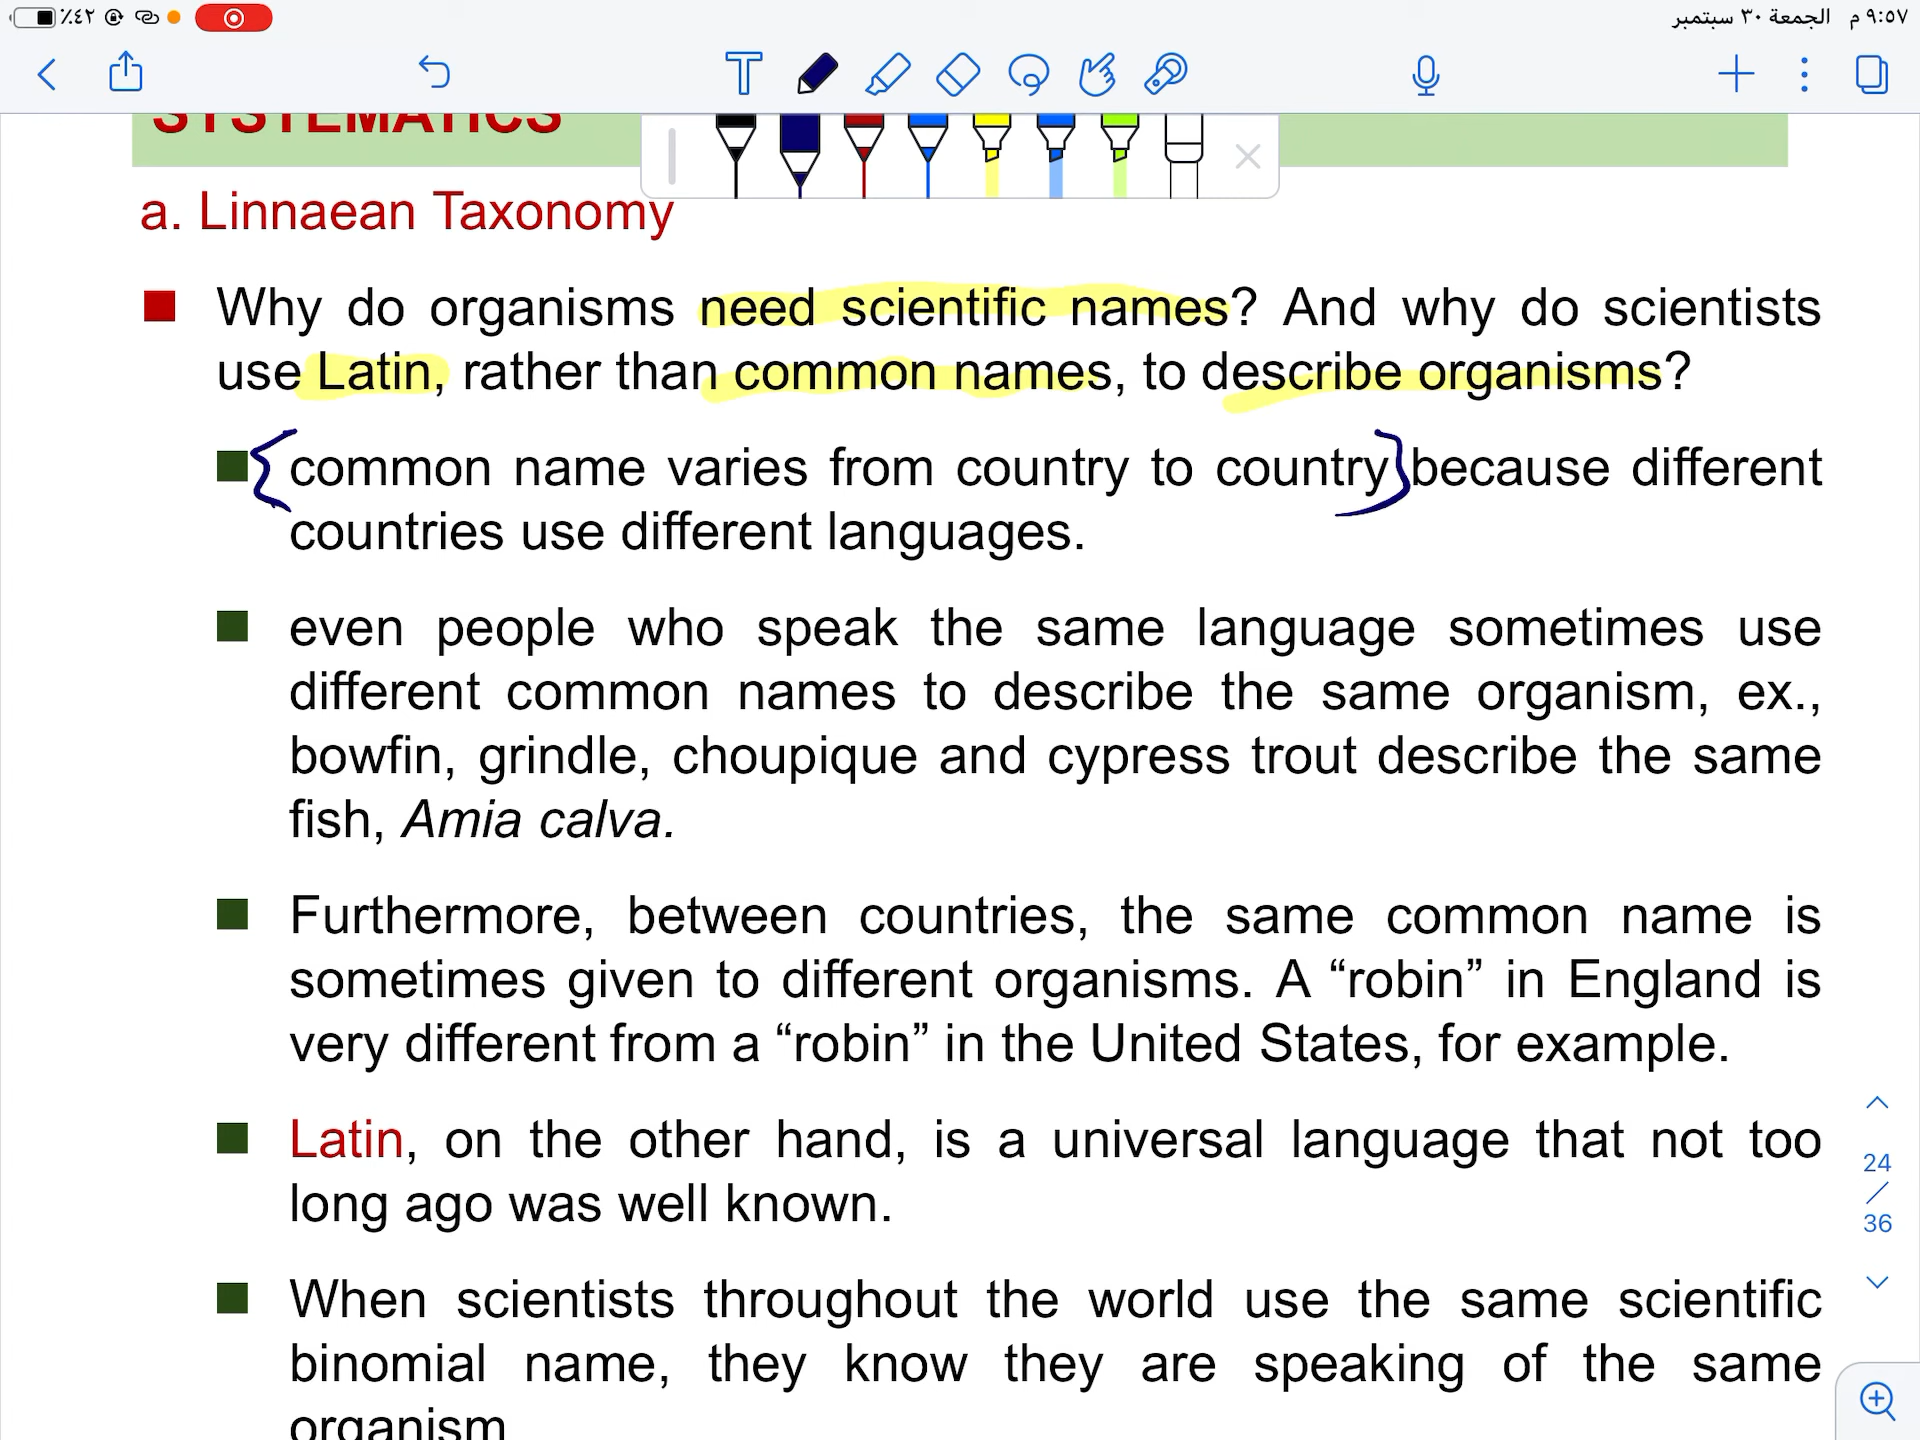 ٪٤٢
٩:٥٧ م الجمعة ٣٠ سبتمبر
SYSTEMATICS
a. Linnaean Taxonomy
Why do organisms need scientific names? And why do scientists
use Latin, rather than common names, to describe organisms?
common name varies from country to country because different
countries use different languages.
even people who speak the same language sometimes use
different common names to describe the same organism, ex.,
bowfin, grindle, choupique and cypress trout describe the same
fish, Amia calva.
Furthermore, between countries, the same common name is
sometimes given to different organisms. A “robin” in England is
very different from a “robin” in the United States, for example.
Latin, on the other hand, is a universal language that not too
long ago was well known.
When scientists throughout the world use the same scientific
binomial name, they know they are speaking of the same
organism
24
/
36